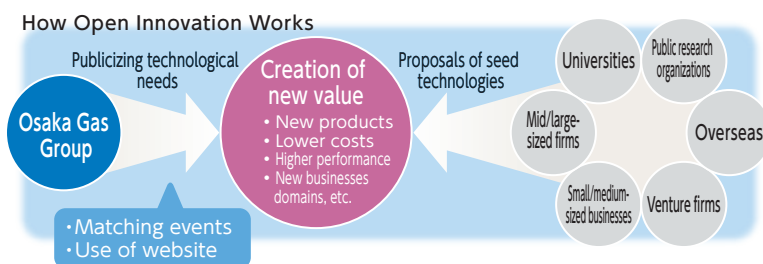 How Open Innovation Works
Publicizing technological
needs
Osaka Gas
Group
・Matching events
・Use of website
Creation of
new value
• New products
• Lower costs
• Higher performance
• New businesses
domains, etc.
Proposals of seed
technologies
Universities
Public research
organizations
Mid/large-
sized firms
Overseas
Small/medium-
sized businesses
Venture firms